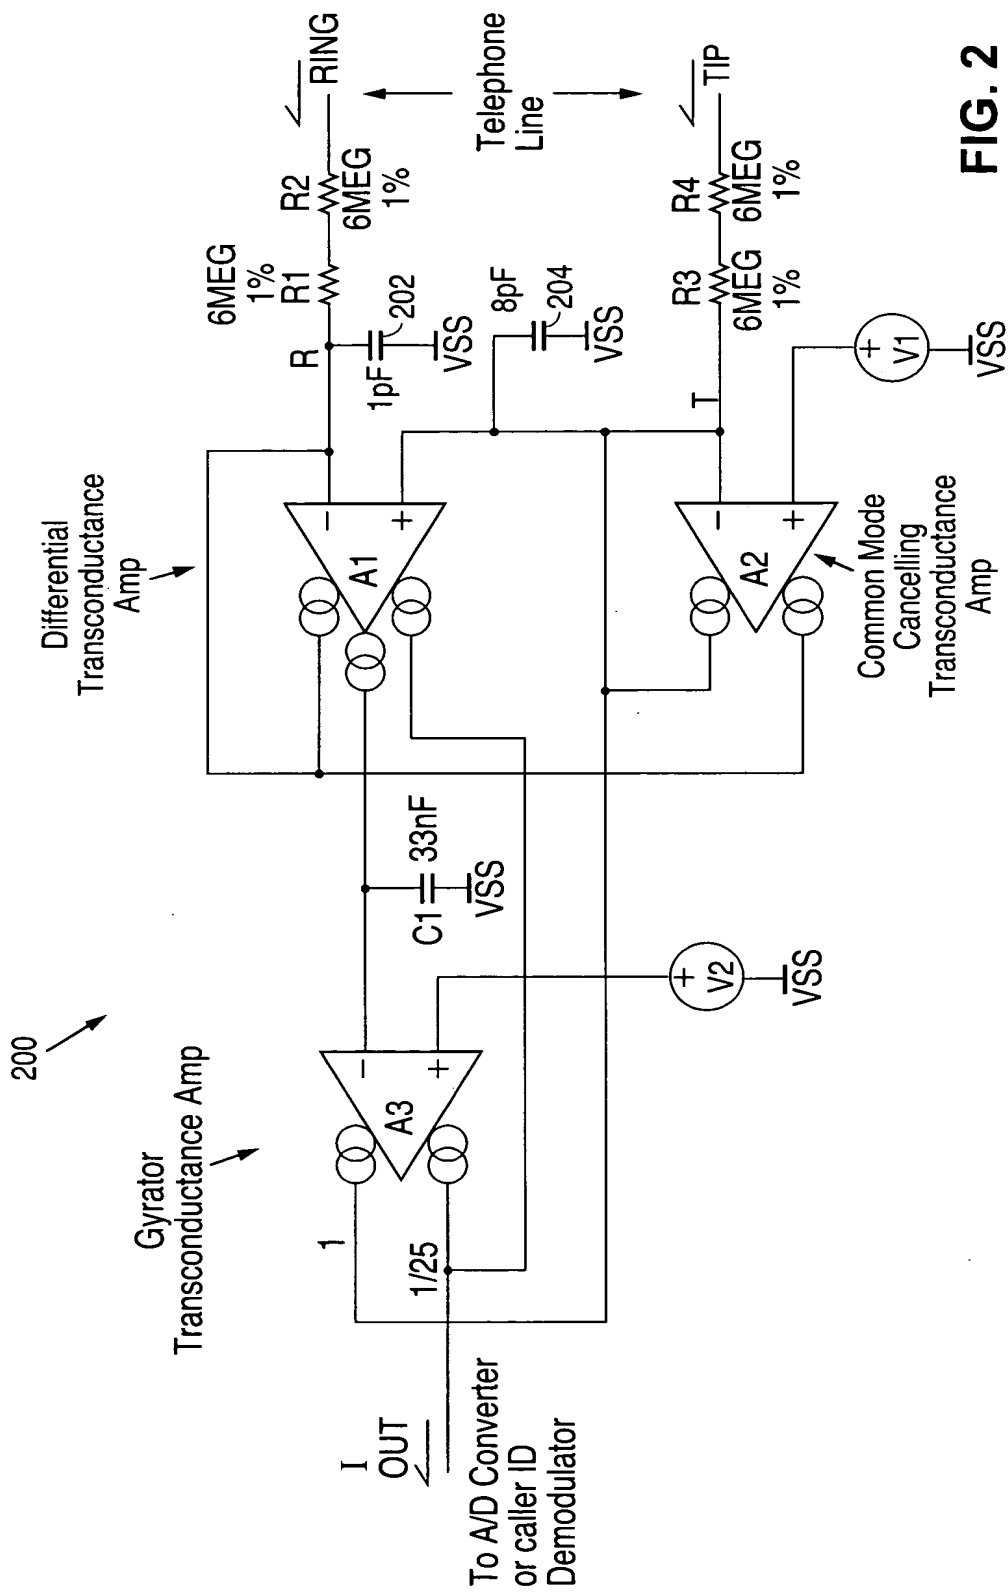 200
Gyrator
Transconductance Amp
Differential
Transconductance
Amp
I
OUT
To A/D Converter
or caller ID
Demodulator
1
1/25
A3
−
+
V2
+
VSS
C1
33nF
VSS
A1
−
+
R
1pF
202
VSS
6MEG
1%
R1
R2
6MEG
1%
RING
Telephone
Line
8pF
204
VSS
T
R3
6MEG
1%
R4
6MEG
1%
TIP
A2
−
+
Common Mode
Cancelling
Transconductance
Amp
+
V1
VSS
FIG. 2